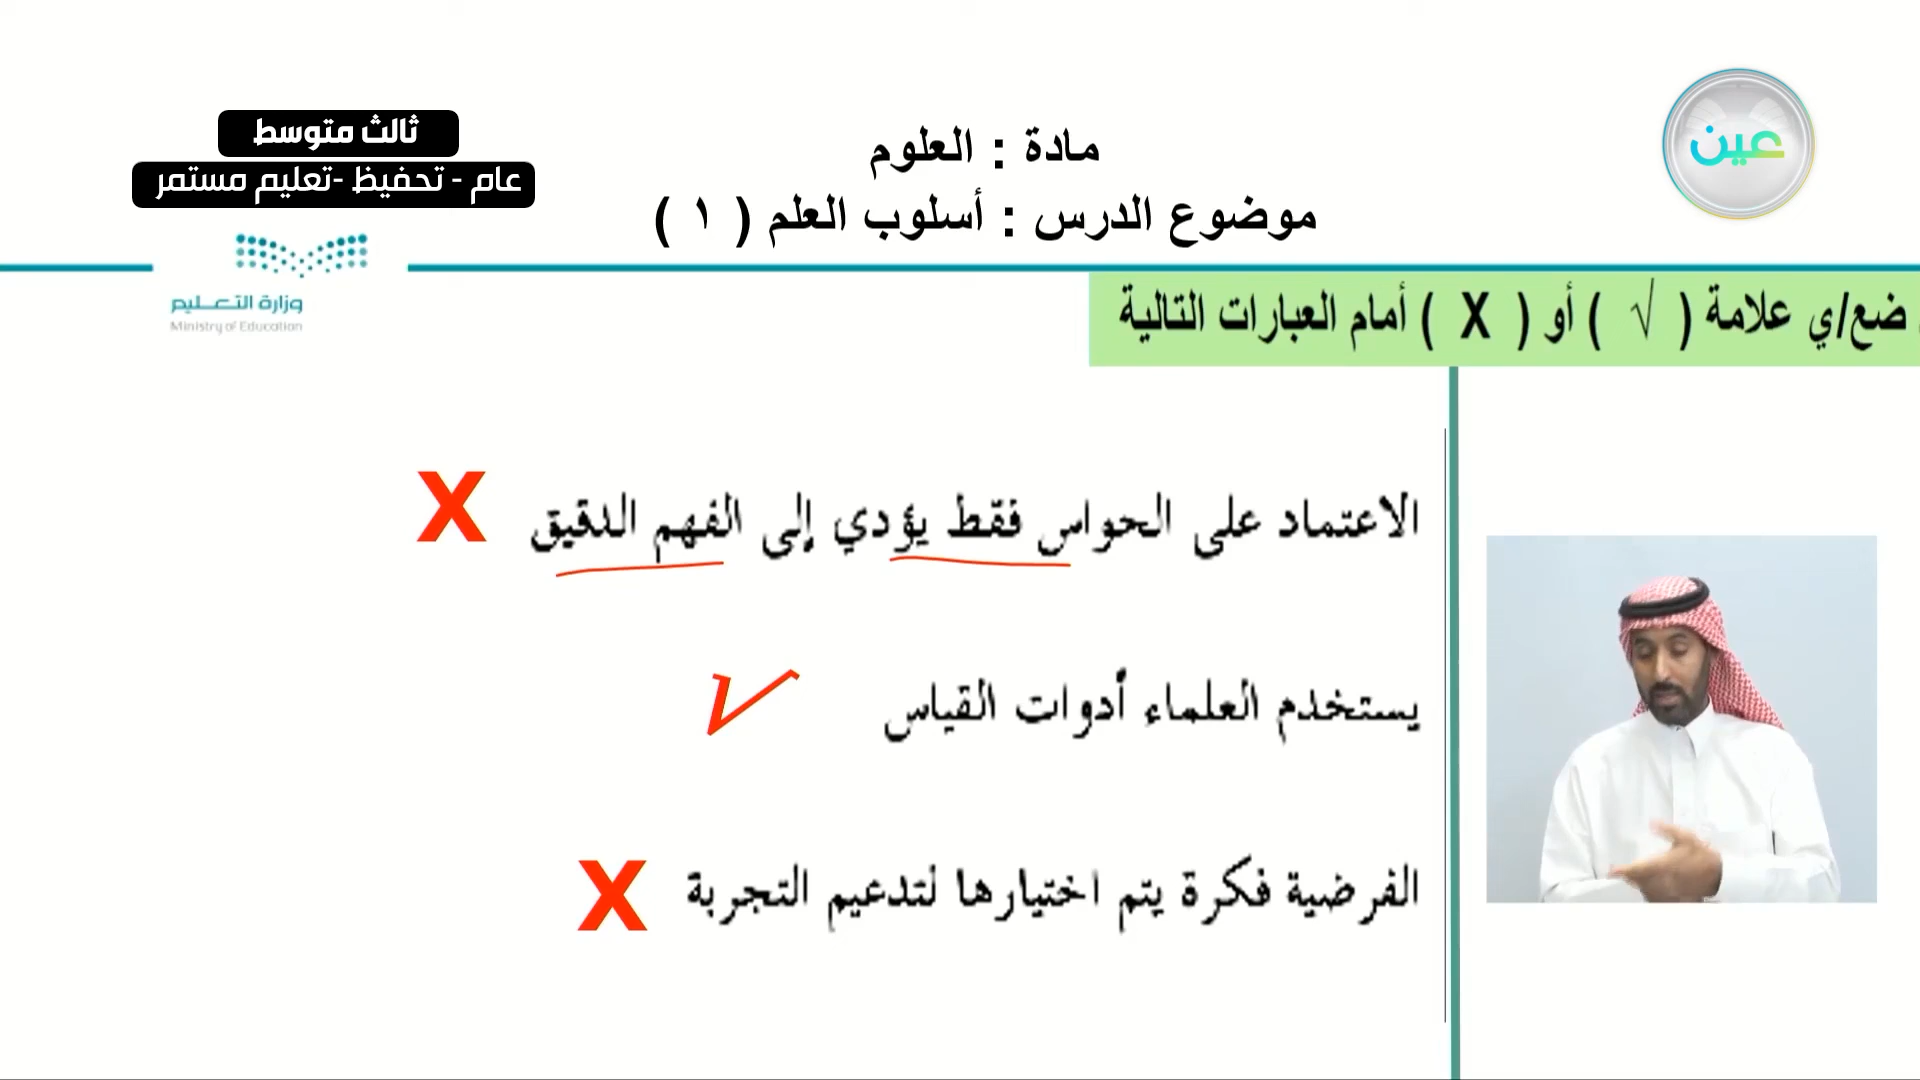 ثالث متوسط
عام - تحفيظ -تعليم مستمر
مادة : العلوم
موضوع الدرس : أسلوب العلم ( ١ )
عين
وزارة التعليم
Ministry of Education
ضع/ي علامة ( √ ) أو ( X ) أمام العبارات التالية
الاعتماد على الحواس فقط يؤدي إلى الفهم الدقيق X
يستخدم العلماء أدوات القياس √
الفرضية فكرة يتم اختيارها لتدعيم التجربة X